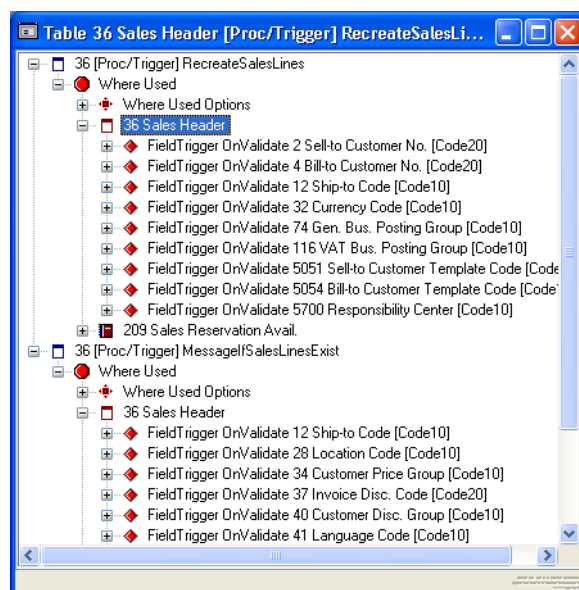 Table 36 Sales Header [Proc/Trigger] RecreateSalesLi...
36 [Proc/Trigger] RecreateSalesLines
Where Used
Where Used Options
36 Sales Header
FieldTrigger OnValidate 2 Sell-to Customer No. [Code20]
FieldTrigger OnValidate 4 Bill-to Customer No. [Code20]
FieldTrigger OnValidate 12 Ship-to Code [Code10]
FieldTrigger OnValidate 32 Currency Code [Code10]
FieldTrigger OnValidate 74 Gen. Bus. Posting Group [Code10]
FieldTrigger OnValidate 116 VAT Bus. Posting Group [Code10]
FieldTrigger OnValidate 5051 Sell-to Customer Template Code [Code
FieldTrigger OnValidate 5054 Bill-to Customer Template Code [Code
FieldTrigger OnValidate 5700 Responsibility Center [Code10]
209 Sales Reservation Avail.
36 [Proc/Trigger] MessageIfSalesLinesExist
Where Used
Where Used Options
36 Sales Header
FieldTrigger OnValidate 12 Ship-to Code [Code10]
FieldTrigger OnValidate 28 Location Code [Code10]
FieldTrigger OnValidate 34 Customer Price Group [Code10]
FieldTrigger OnValidate 37 Invoice Disc. Code [Code20]
FieldTrigger OnValidate 40 Customer Disc. Group [Code10]
FieldTrigger OnValidate 41 Language Code [Code10]